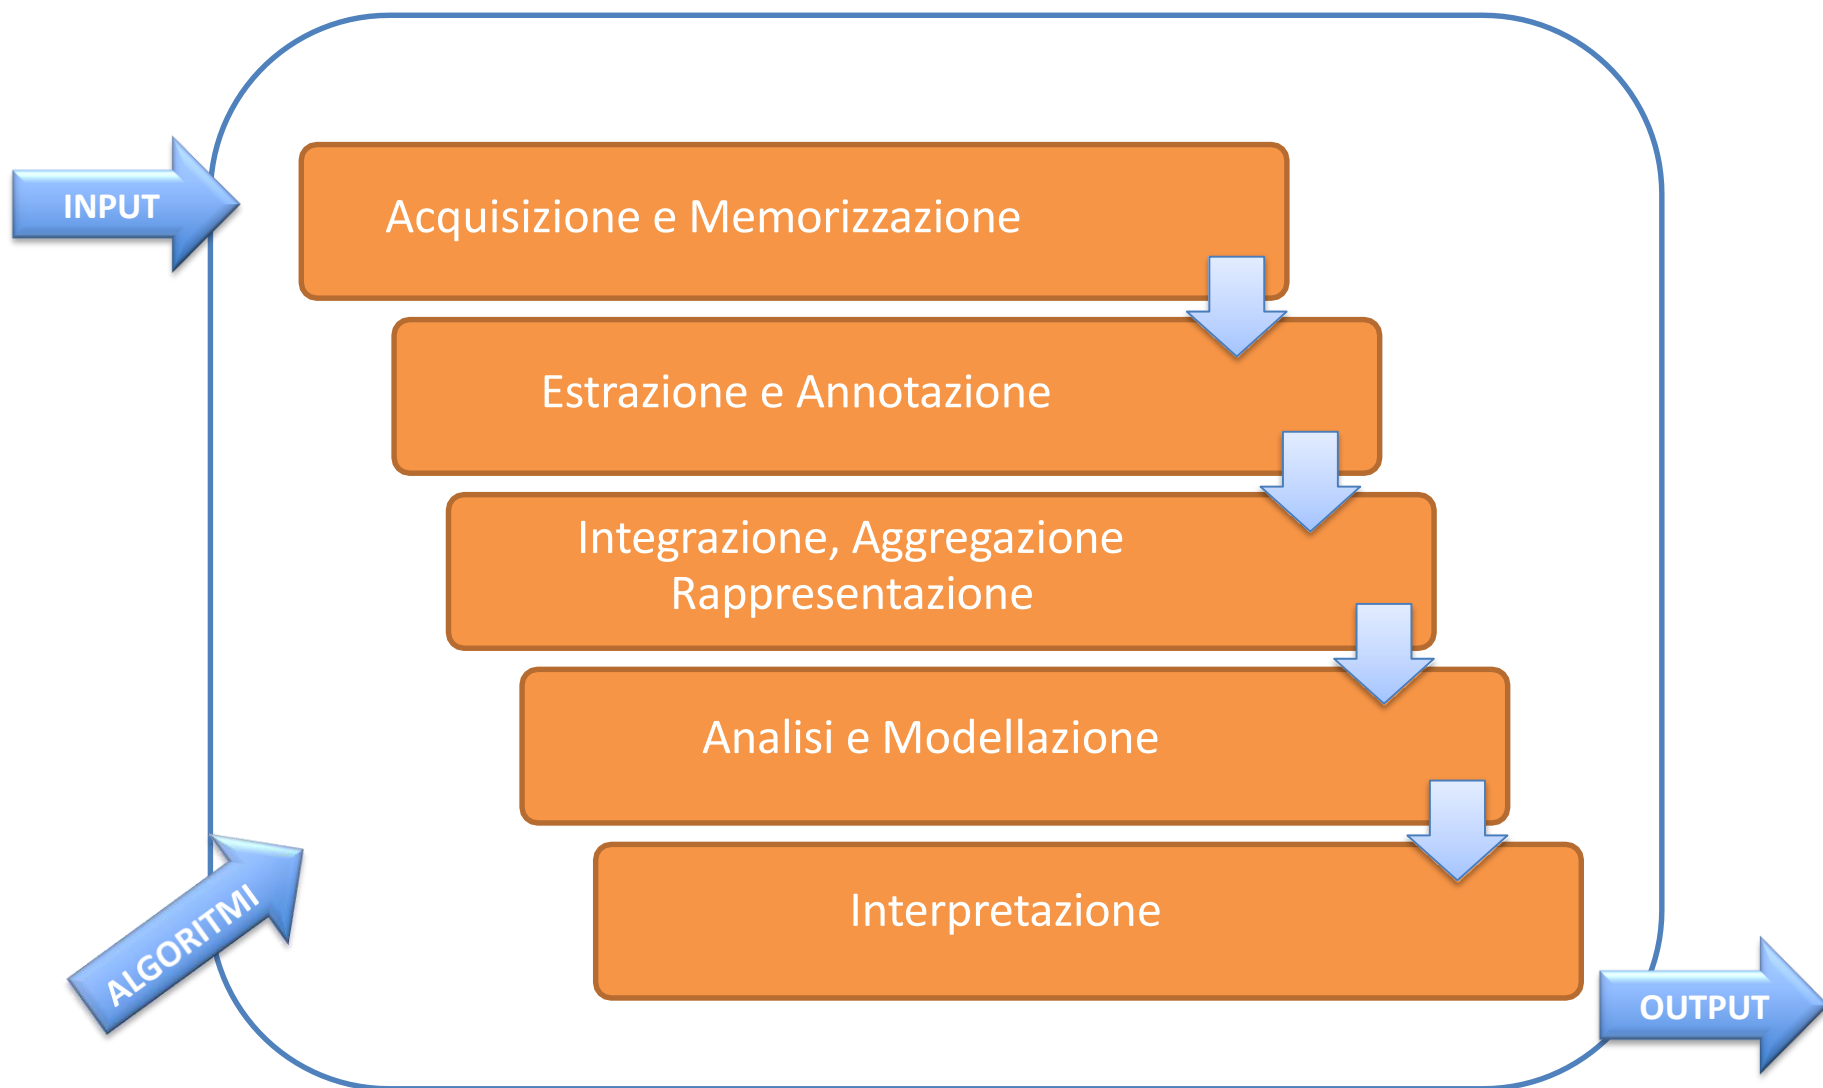 INPUT
Acquisizione e Memorizzazione
Estrazione e Annotazione
Integrazione, Aggregazione
Rappresentazione
Analisi e Modellazione
Interpretazione
ALGORITMI
OUTPUT